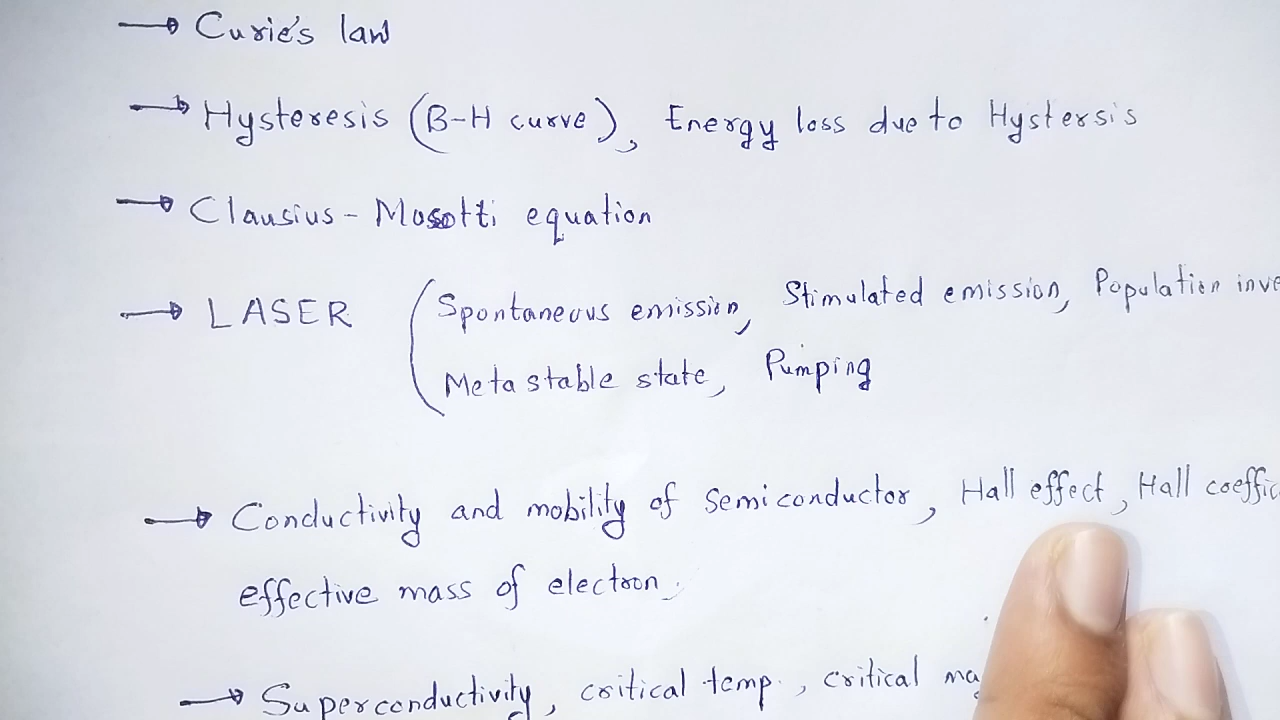 → Curie's law
→ Hysteresis (B-H curve), Energy loss due to Hystersis
→ Clausius - Mosotti equation
→ LASER (Spontaneous emission, Stimulated emission, Population inve
Metastable state, Pumping
→ Conductivity and mobility of semiconductor, Hall effect, Hall coeffic
effective mass of electron.
→ Superconductivity, critical temp., critical ma